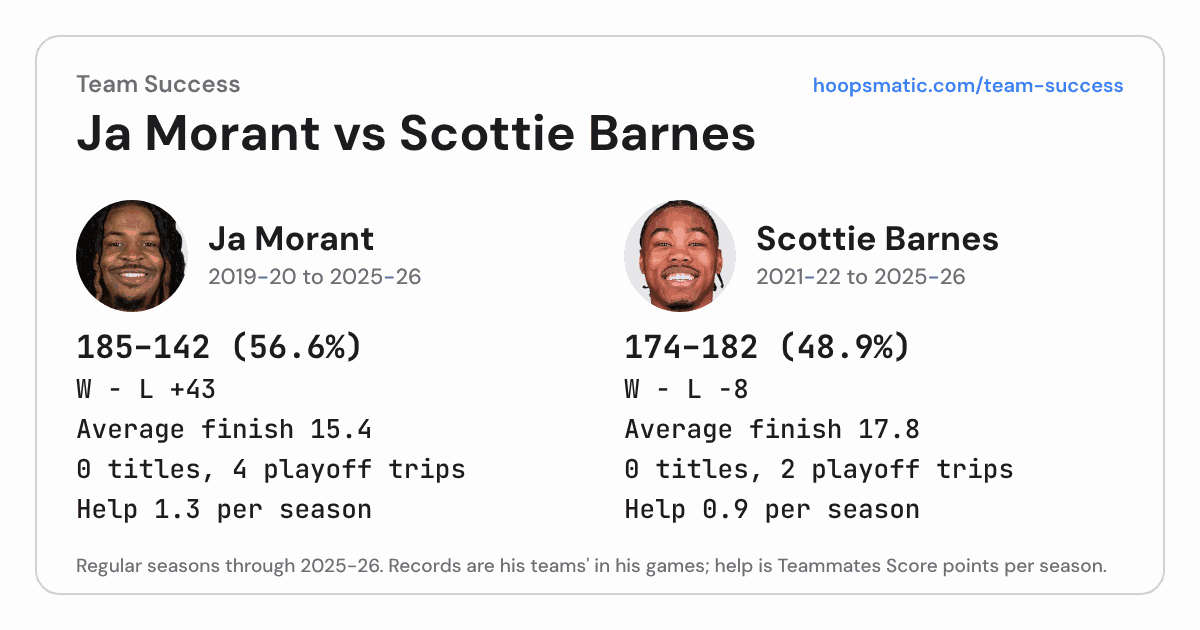 Team Success
hoopsmatic.com/team-success
Ja Morant vs Scottie Barnes
Ja Morant
2019-20 to 2025-26
185-142 (56.6%)
W - L +43
Average finish 15.4
0 titles, 4 playoff trips
Help 1.3 per season
Scottie Barnes
2021-22 to 2025-26
174-182 (48.9%)
W - L -8
Average finish 17.8
0 titles, 2 playoff trips
Help 0.9 per season
Regular seasons through 2025-26. Records are his teams' in his games; help is Teammates Score points per season.